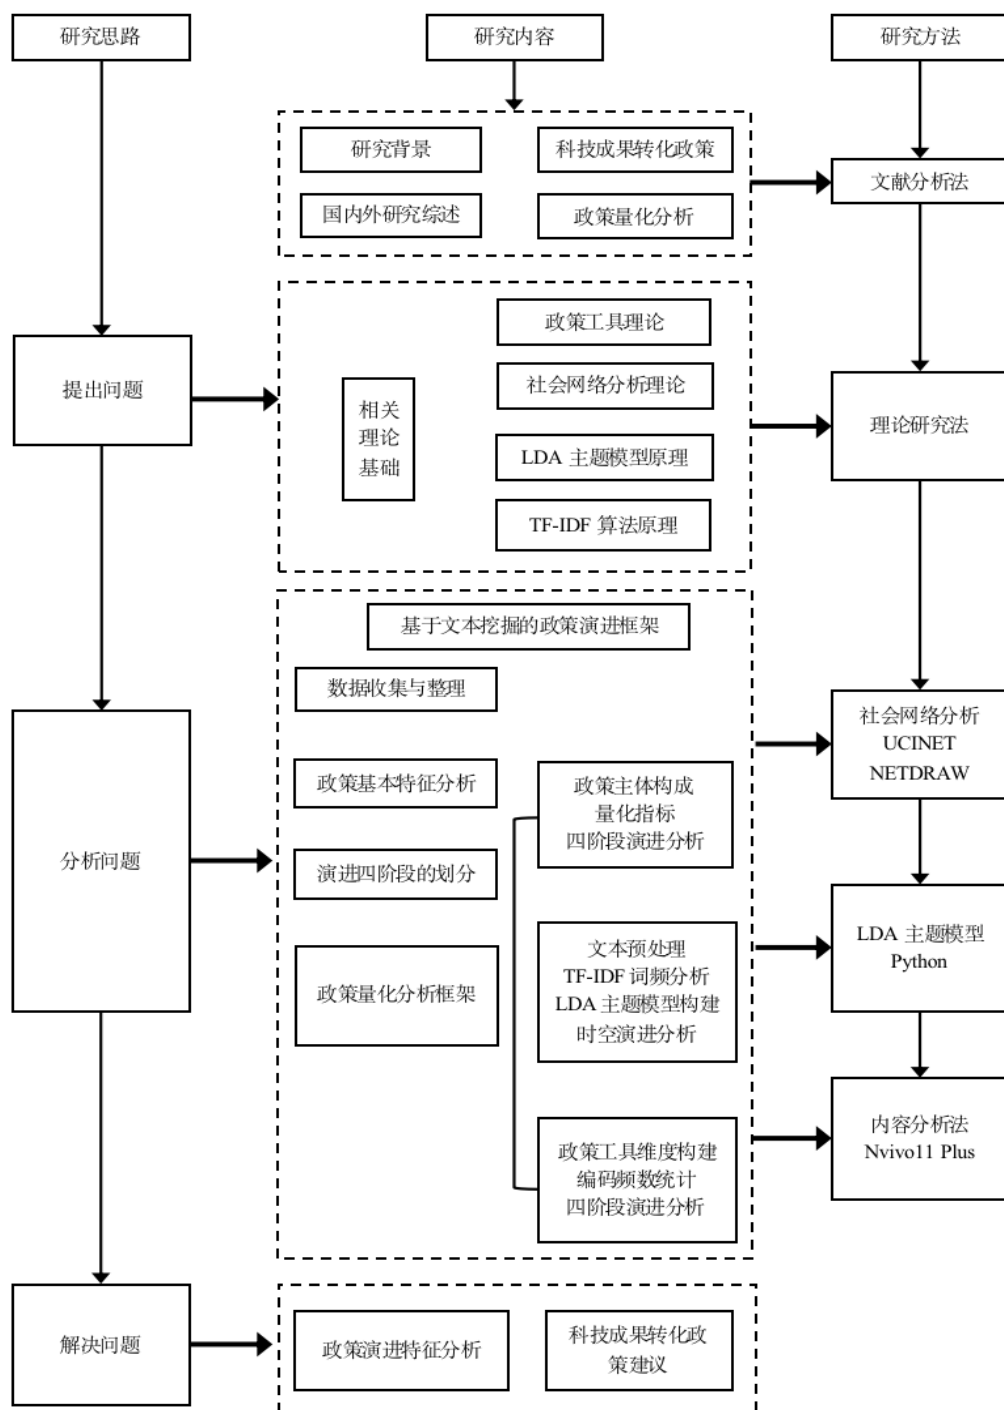 研究思路
研究内容
研究方法
研究背景
科技成果转化政策
国内外研究综述
政策量化分析
文献分析法
提出问题
相关
理论
基础
政策工具理论
社会网络分析理论
LDA 主题模型原理
TF-IDF 算法原理
理论研究法
分析问题
基于文本挖掘的政策演进框架
数据收集与整理
政策基本特征分析
演进四阶段的划分
政策量化分析框架
政策主体构成
量化指标
四阶段演进分析
文本预处理
TF-IDF 词频分析
LDA 主题模型构建
时空演进分析
政策工具维度构建
编码频数统计
四阶段演进分析
社会网络分析
UCINET
NETDRAW
LDA 主题模型
Python
内容分析法
Nvivo11 Plus
解决问题
政策演进特征分析
科技成果转化政
策建议